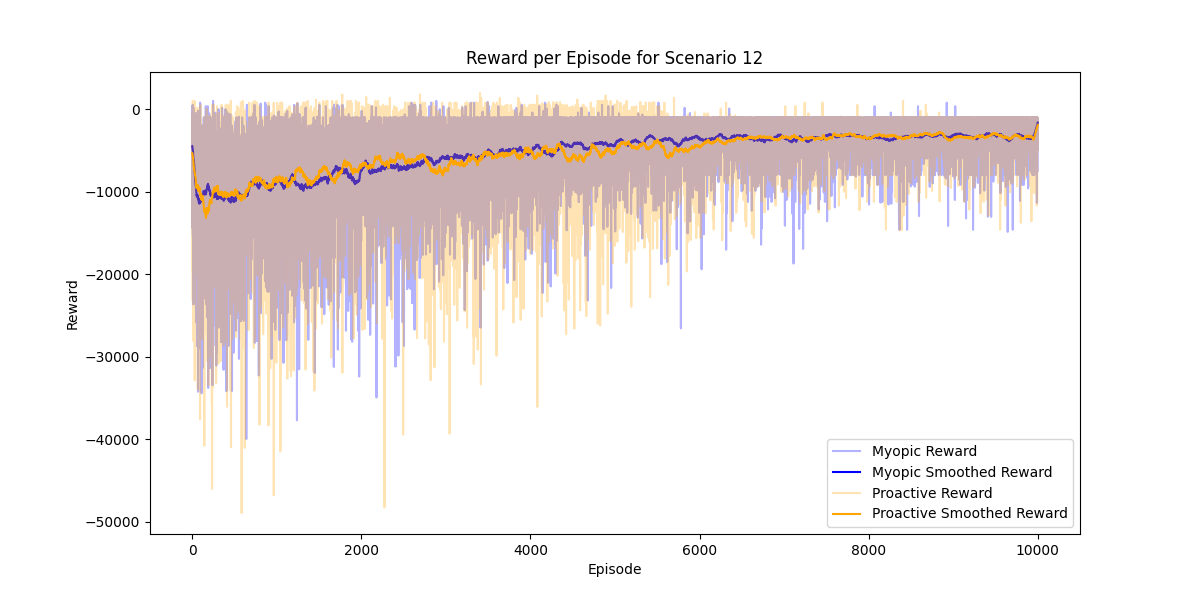 Reward per Episode for Scenario 12
Reward
0
−10000
−20000
−30000
−40000
−50000
0
2000
4000
6000
8000
10000
Episode
Myopic Reward
Myopic Smoothed Reward
Proactive Reward
Proactive Smoothed Reward